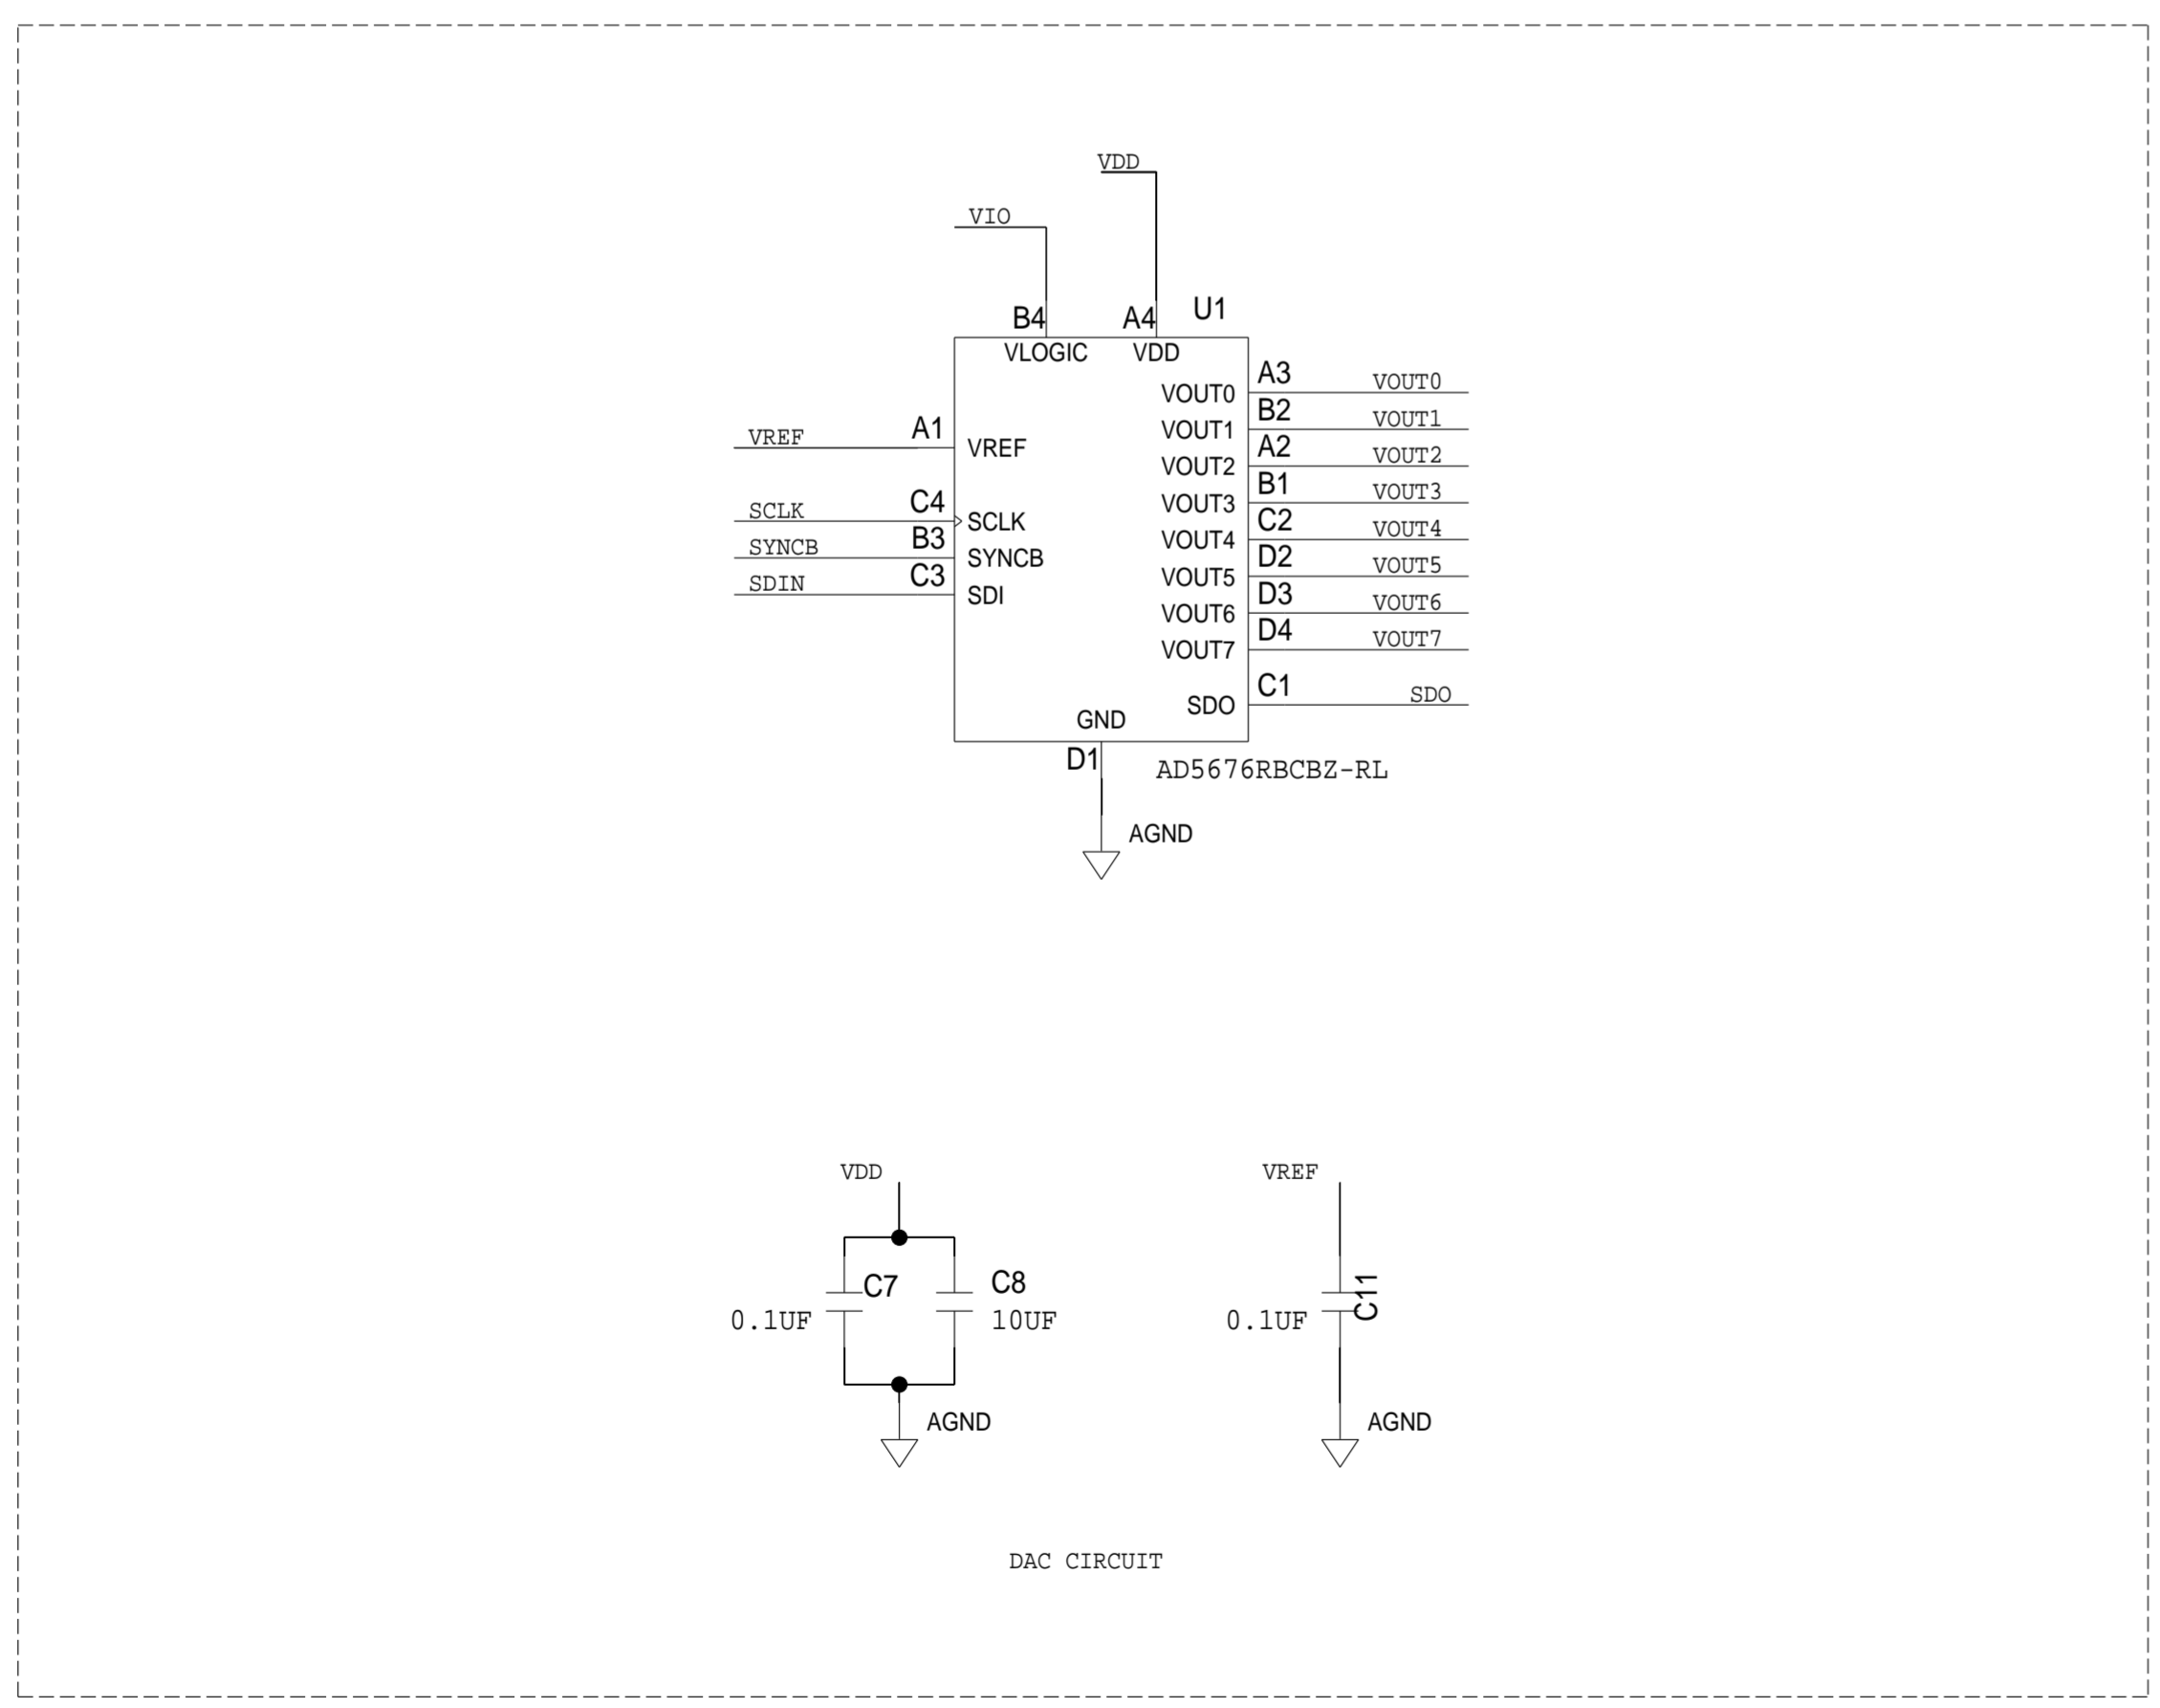 VDD
VIO
U1
B4 A4
VLOGIC VDD
A3 VOUT0
VOUT0
B2 VOUT1
VOUT1
VREF A1 VREF
A2 VOUT2
VOUT2
B1 VOUT3
VOUT3
SCLK C4 SCLK
C2 VOUT4
VOUT4
SYNCB B3 SYNCB
D2 VOUT5
VOUT5
SDIN C3 SDI
D3 VOUT6
VOUT6
D4 VOUT7
VOUT7
C1 SDO
SDO
GND
D1
AD5676RBCBZ-RL
AGND
VDD VREF
C7 C8 C11
0.1UF 10UF 0.1UF
AGND AGND
DAC CIRCUIT